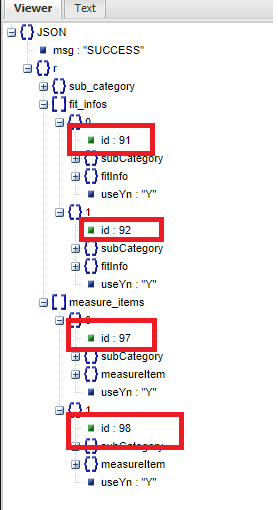 Viewer Text
JSON
msg : "SUCCESS"
r
sub_category
fit_infos
0
id : 91
subCategory
fitInfo
useYn : "Y"
1
id : 92
subCategory
fitInfo
useYn : "Y"
measure_items
0
id : 97
subCategory
measureItem
useYn : "Y"
1
id : 98
subCategory
measureItem
useYn : "Y"